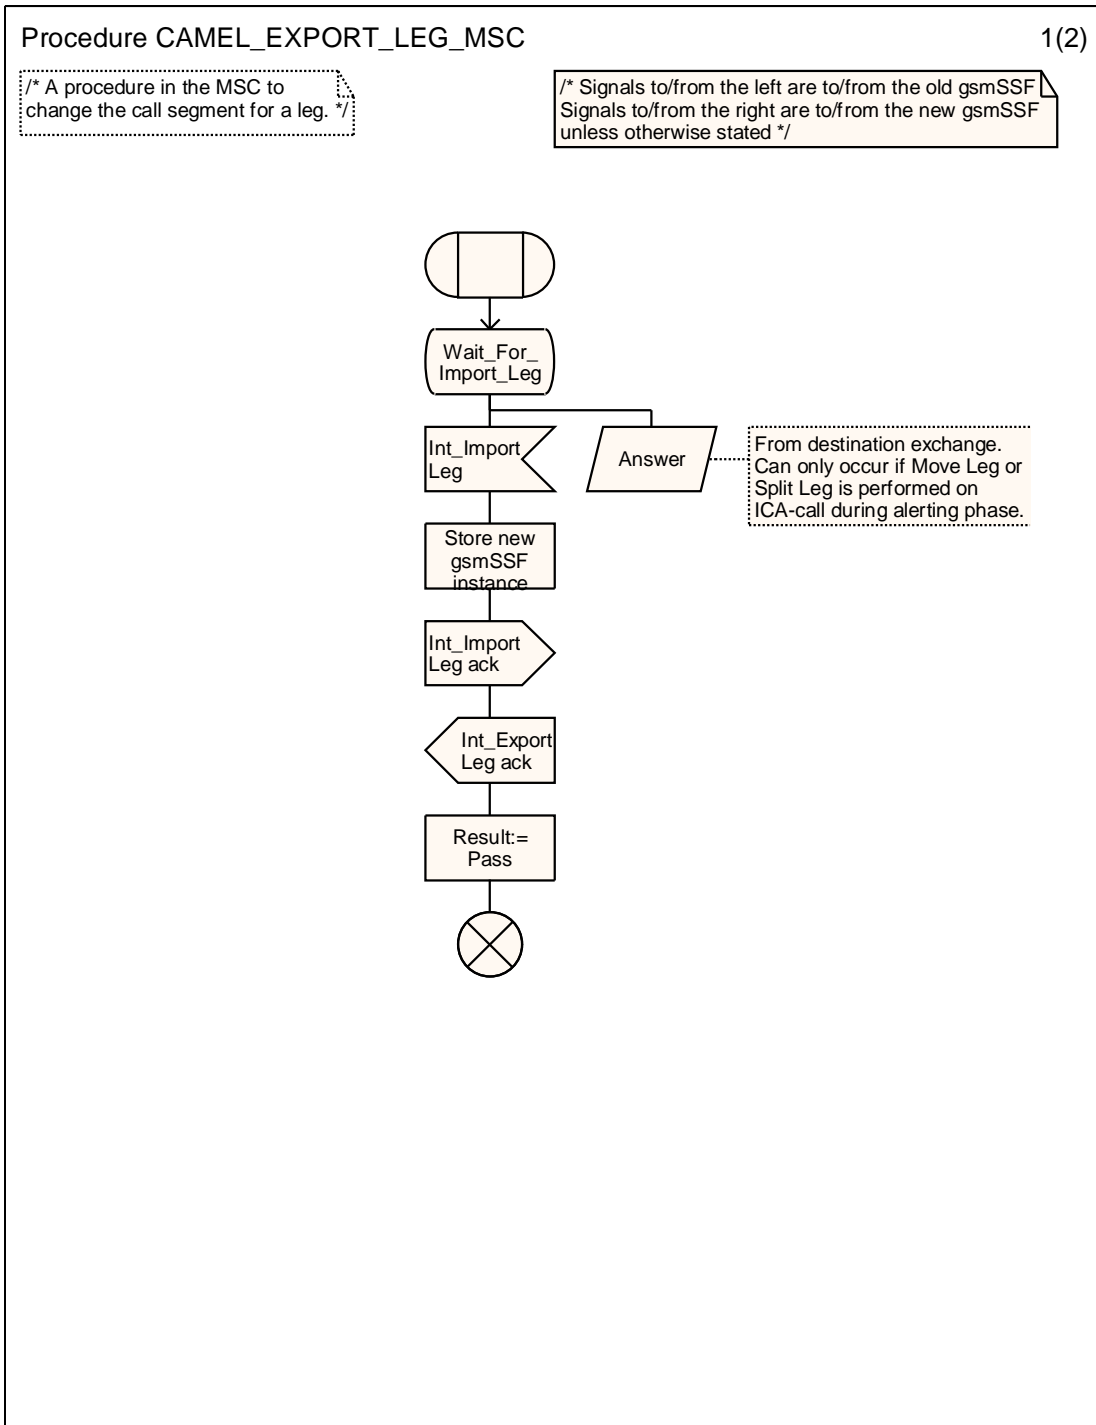 Procedure CAMEL_EXPORT_LEG_MSC
1(2)
/* A procedure in the MSC to
change the call segment for a leg. */
/* Signals to/from the left are to/from the old gsmSSF
Signals to/from the right are to/from the new gsmSSF
unless otherwise stated */
Wait_For_
Import_Leg
Int_Import
Leg
Answer
From destination exchange.
Can only occur if Move Leg or
Split Leg is performed on
ICA-call during alerting phase.
Store new
gsmSSF
instance
Int_Import
Leg ack
Int_Export
Leg ack
Result:=
Pass